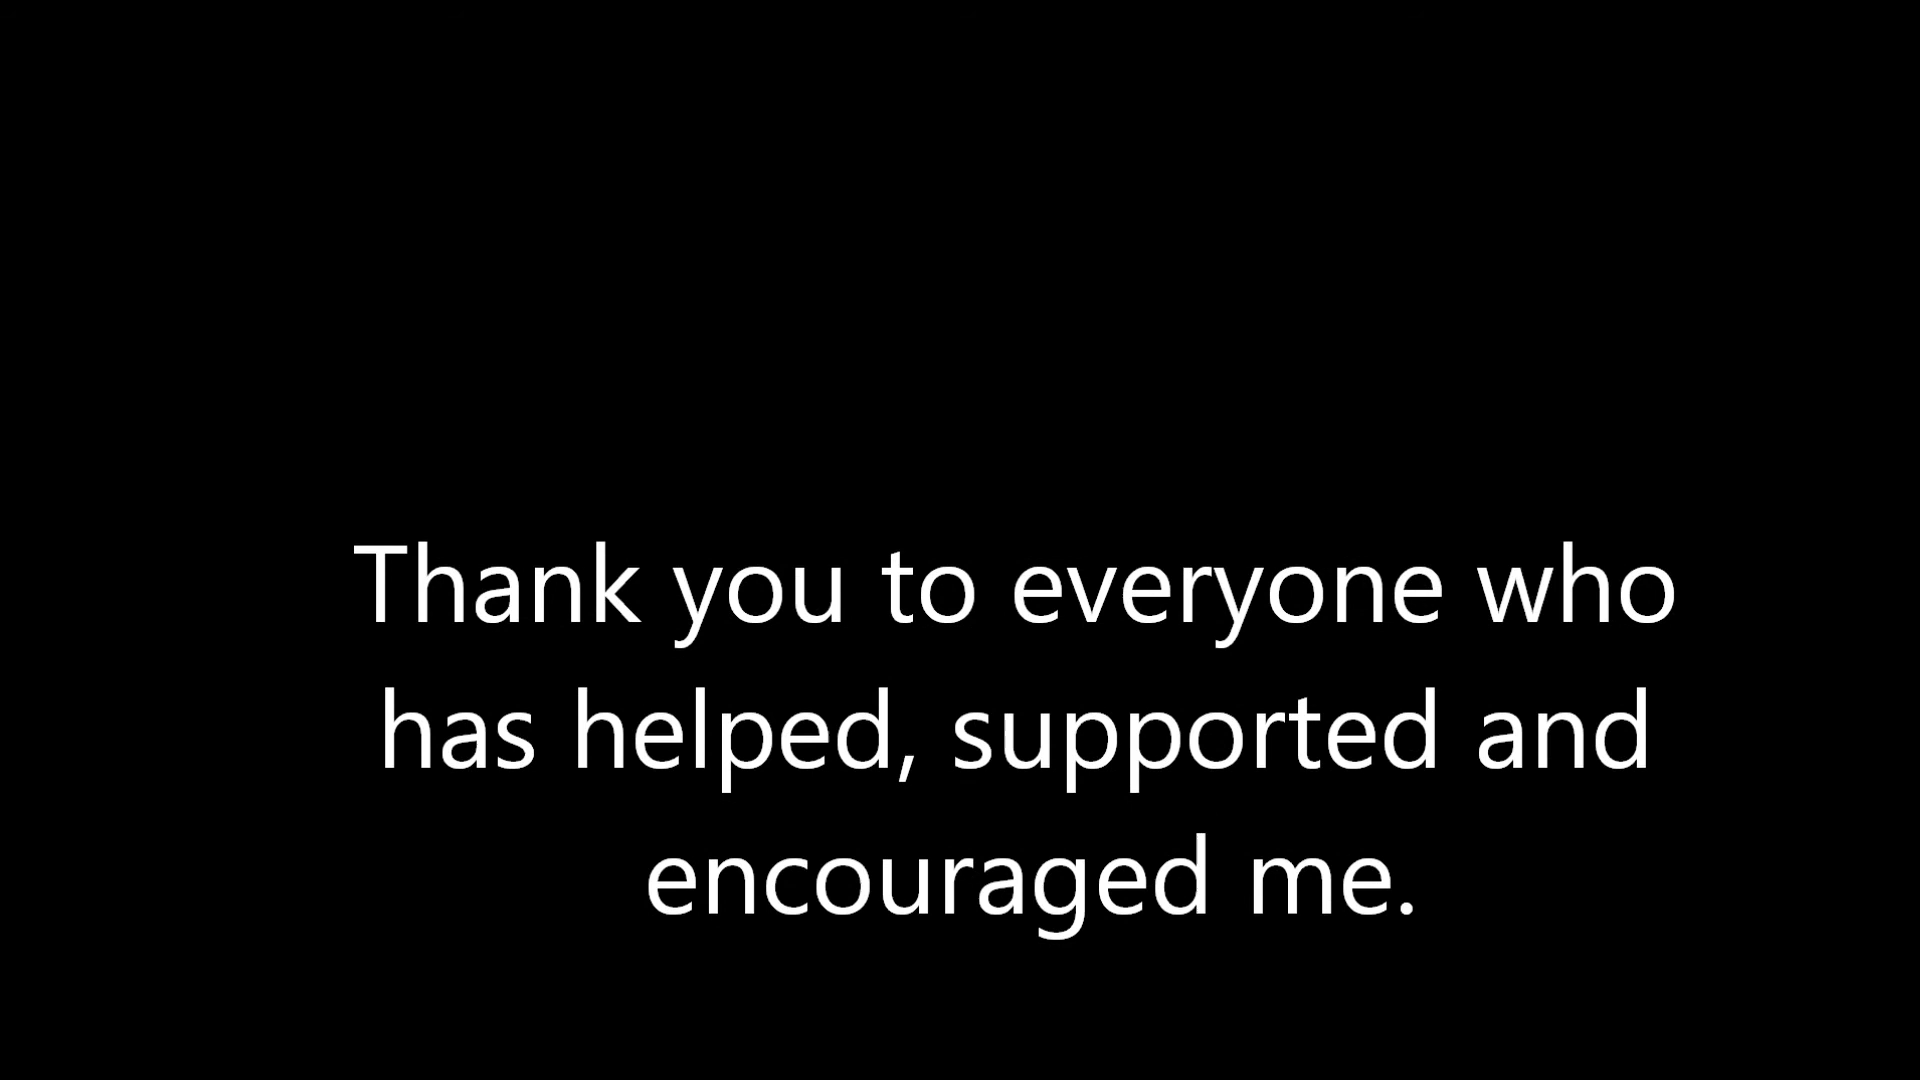 Thank you to everyone who
has helped, supported and
encouraged me.